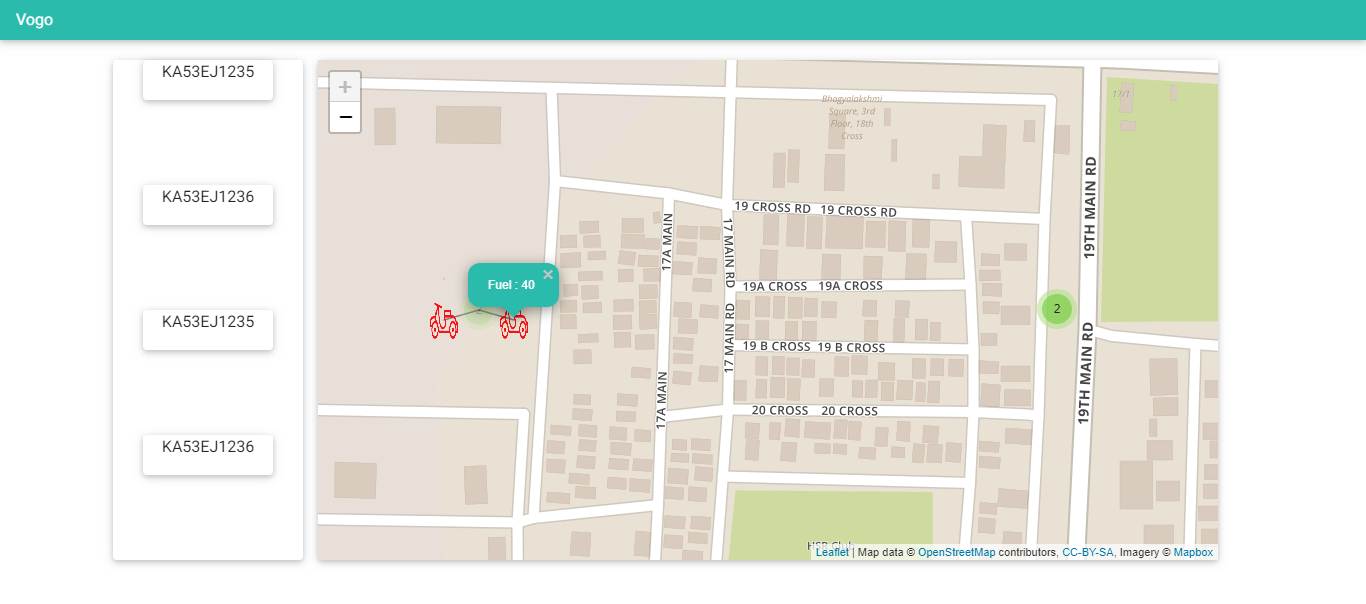 Vogo
KA53EJ1235
KA53EJ1236
KA53EJ1235
KA53EJ1236
+
−
Fuel : 40
×
Bhagyalakshmi
Square, 3rd
Floor, 18th
Cross
19 CROSS RD 19 CROSS RD
17A MAIN
17 MAIN RD
19A CROSS 19A CROSS
17 MAIN RD
19 B CROSS 19 B CROSS
17A MAIN
20 CROSS 20 CROSS
19TH MAIN RD
2
19TH MAIN RD
HSR Club
Leaflet | Map data © OpenStreetMap contributors, CC-BY-SA, Imagery © Mapbox